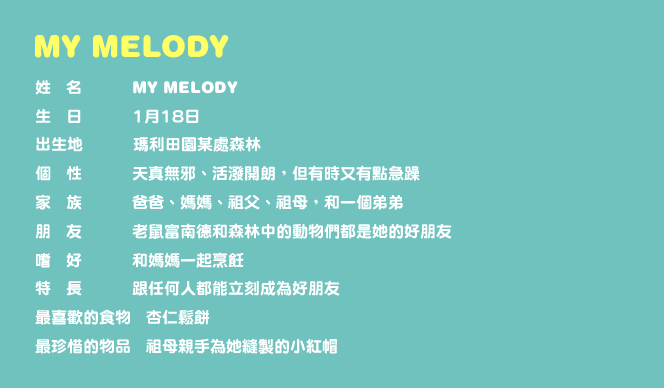 MY MELODY
姓 名 MY MELODY
生 日 1月18日
出生地 瑪利田園某處森林
個 性 天真無邪、活潑開朗，但有時又有點急躁
家 族 爸爸、媽媽、祖父、祖母，和一個弟弟
朋 友 老鼠富南德和森林中的動物們都是她的好朋友
嗜 好 和媽媽一起烹飪
特 長 跟任何人都能立刻成為好朋友
最喜歡的食物 杏仁鬆餅
最珍惜的物品 祖母親手為她縫製的小紅帽